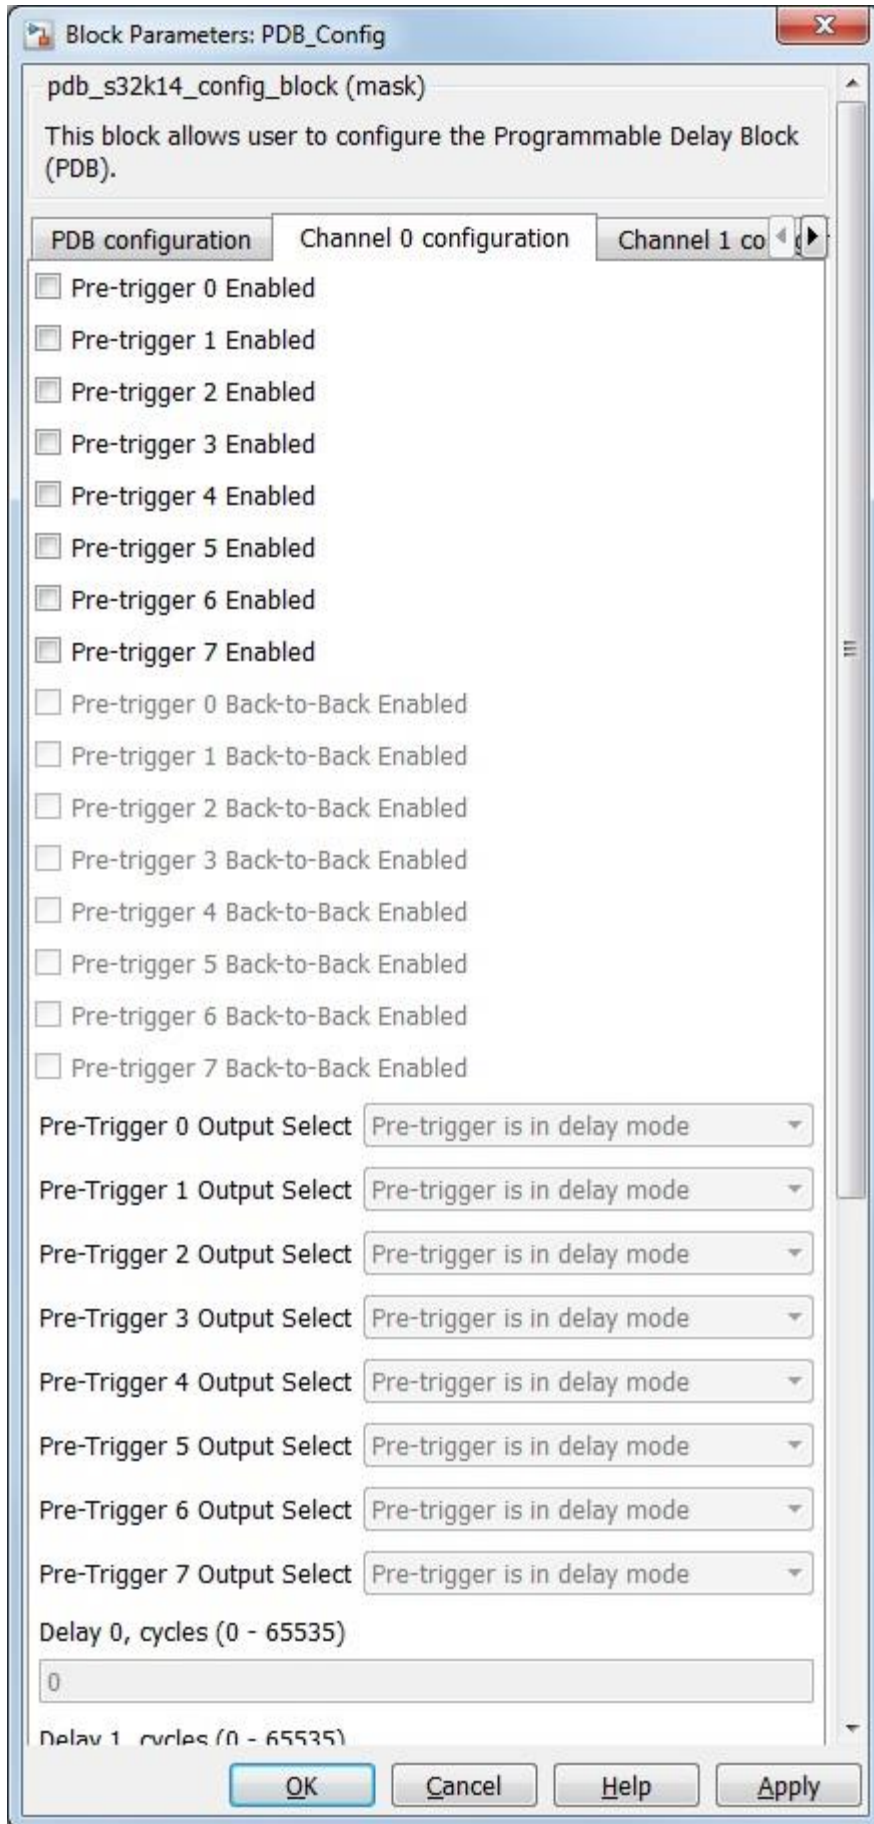 Block Parameters: PDB_Config
pdb_s32k14_config_block (mask)
This block allows user to configure the Programmable Delay Block
(PDB).
PDB configuration Channel 0 configuration Channel 1 co
Pre-trigger 0 Enabled
Pre-trigger 1 Enabled
Pre-trigger 2 Enabled
Pre-trigger 3 Enabled
Pre-trigger 4 Enabled
Pre-trigger 5 Enabled
Pre-trigger 6 Enabled
Pre-trigger 7 Enabled
Pre-trigger 0 Back-to-Back Enabled
Pre-trigger 1 Back-to-Back Enabled
Pre-trigger 2 Back-to-Back Enabled
Pre-trigger 3 Back-to-Back Enabled
Pre-trigger 4 Back-to-Back Enabled
Pre-trigger 5 Back-to-Back Enabled
Pre-trigger 6 Back-to-Back Enabled
Pre-trigger 7 Back-to-Back Enabled
Pre-Trigger 0 Output Select Pre-trigger is in delay mode
Pre-Trigger 1 Output Select Pre-trigger is in delay mode
Pre-Trigger 2 Output Select Pre-trigger is in delay mode
Pre-Trigger 3 Output Select Pre-trigger is in delay mode
Pre-Trigger 4 Output Select Pre-trigger is in delay mode
Pre-Trigger 5 Output Select Pre-trigger is in delay mode
Pre-Trigger 6 Output Select Pre-trigger is in delay mode
Pre-Trigger 7 Output Select Pre-trigger is in delay mode
Delay 0, cycles (0 - 65535)
0
Delay 1, cycles (0 - 65535)
OK Cancel Help Apply